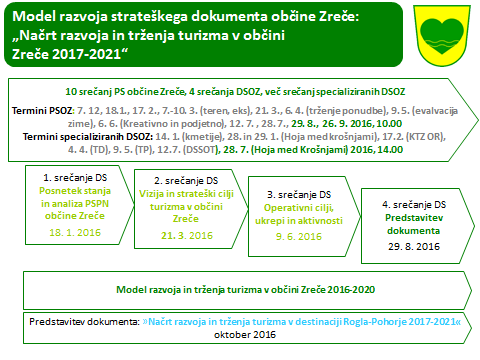 Model razvoja strateškega dokumenta občine Zreče:
„Načrt razvoja in trženja turizma v občini
Zreče 2017-2021“
10 srečanj PS občine Zreče, 4 srečanja DSOZ, več srečanj specializiranih DSOZ
Termini PSOZ: 7. 12, 18.1., 17. 2., 7.-10. 3. (teren, eks), 21. 3., 6. 4. (trženje ponudbe), 9. 5. (evalvacija
zime), 6. 6. (Kreativno in podjetno), 12. 7. , 28. 7., 29. 8., 26. 9. 2016, 10.00
Termini specializiranih DSOZ: 14. 1. (kmetije), 28. in 29. 1. (Hoja med krošnjami), 17.2. (KTZ OR),
4. 4. (TD), 9. 5. (TP), 12.7. (DSSOT), 28. 7. (Hoja med Krošnjami) 2016, 14.00
1. srečanje DS
Posnetek stanja
in analiza PSPN
občine Zreče
18. 1. 2016
2. srečanje DS
Vizija in strateški cilji
turizma v občini
Zreče
21. 3. 2016
3. srečanje DS
Operativni cilji,
ukrepi in aktivnosti
9. 6. 2016
4. srečanje DS
Predstavitev
dokumenta
29. 8. 2016
Model razvoja in trženja turizma v občini Zreče 2016-2020
Predstavitev dokumenta: »Načrt razvoja in trženja turizma v destinaciji Rogla-Pohorje 2017-2021«
oktober 2016